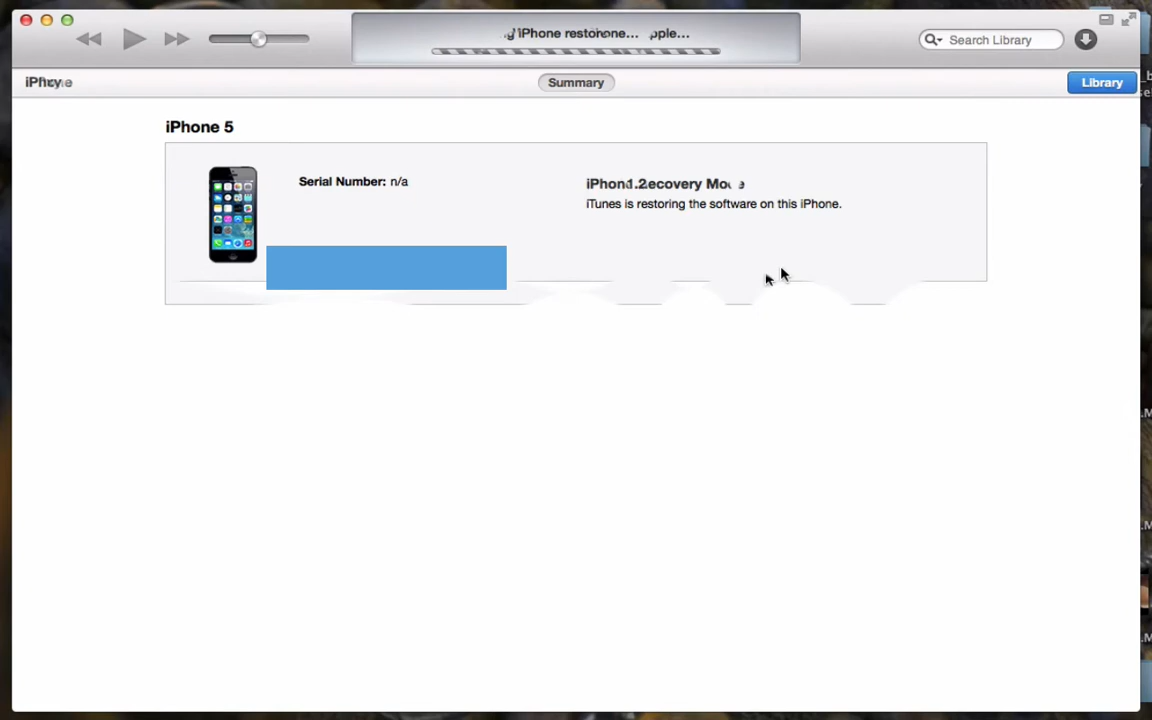 Search Library
Summary
Library
iPhone 5
Serial Number: n/a
iTunes is restoring the software on this iPhone.